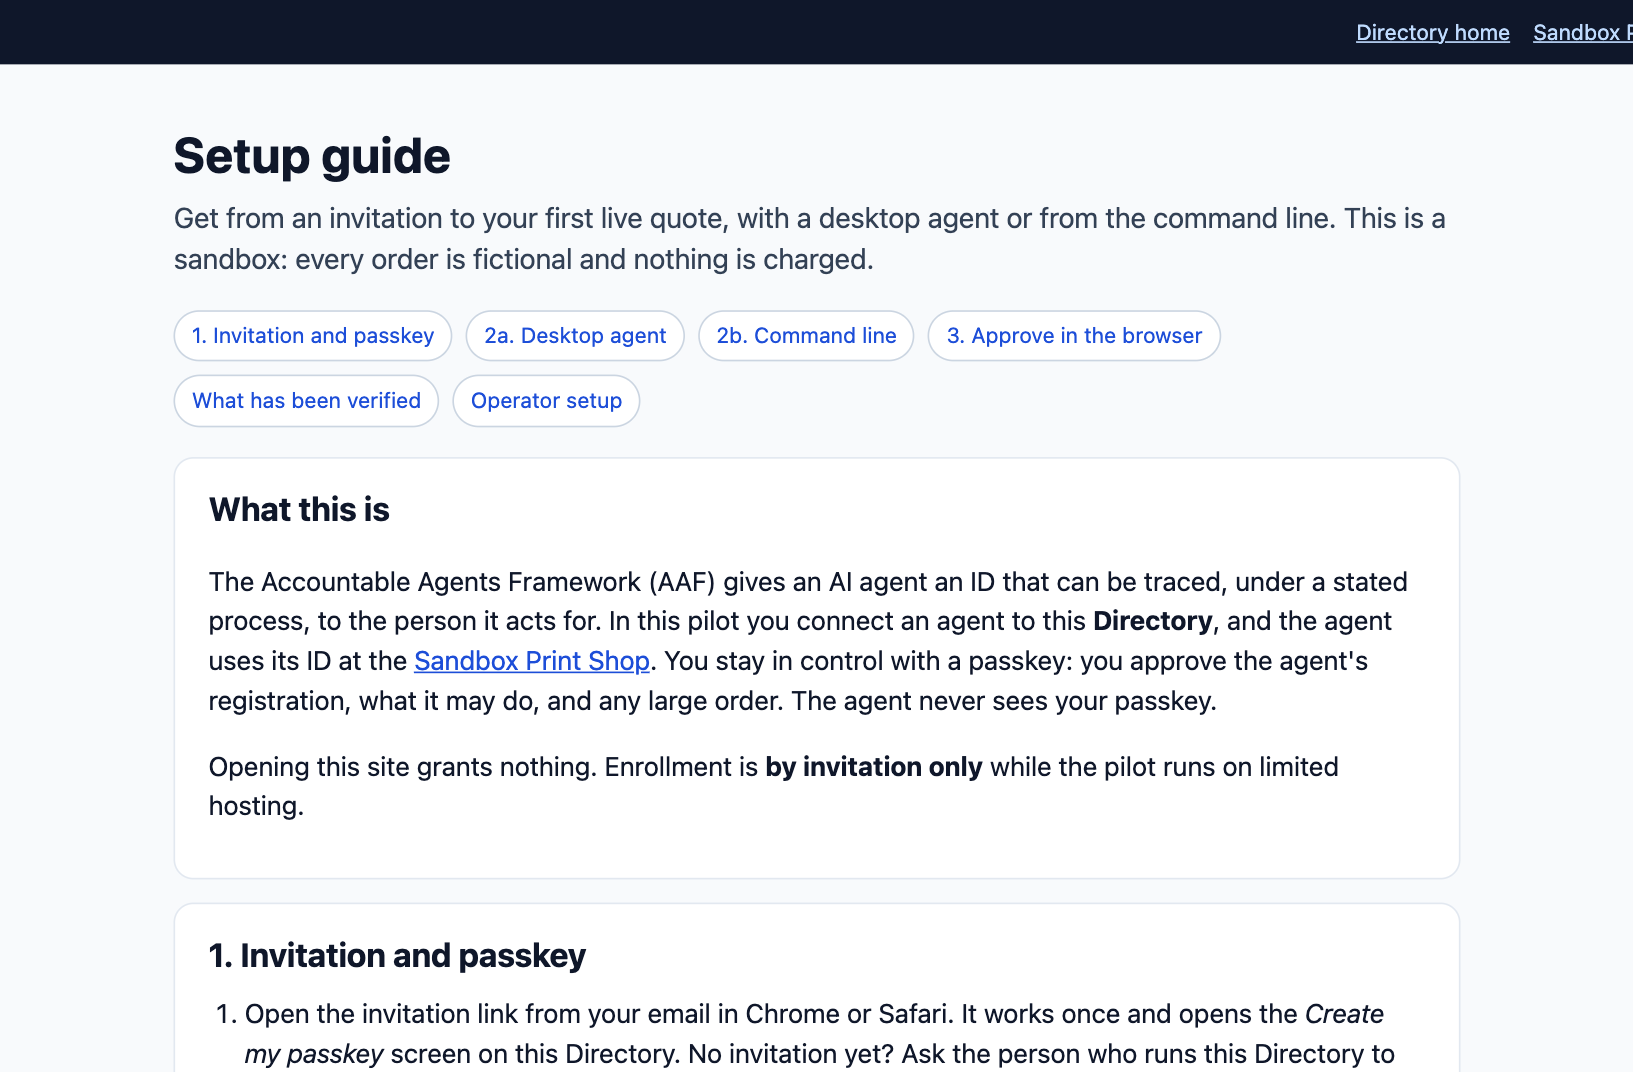 Directory home Sandbox P
Setup guide
Get from an invitation to your first live quote, with a desktop agent or from the command line. This is a
sandbox: every order is fictional and nothing is charged.
1. Invitation and passkey 2a. Desktop agent 2b. Command line 3. Approve in the browser
What has been verified Operator setup
What this is
The Accountable Agents Framework (AAF) gives an AI agent an ID that can be traced, under a stated
process, to the person it acts for. In this pilot you connect an agent to this Directory, and the agent
uses its ID at the Sandbox Print Shop. You stay in control with a passkey: you approve the agent's
registration, what it may do, and any large order. The agent never sees your passkey.
Opening this site grants nothing. Enrollment is by invitation only while the pilot runs on limited
hosting.
1. Invitation and passkey
1. Open the invitation link from your email in Chrome or Safari. It works once and opens the Create
my passkey screen on this Directory. No invitation yet? Ask the person who runs this Directory to